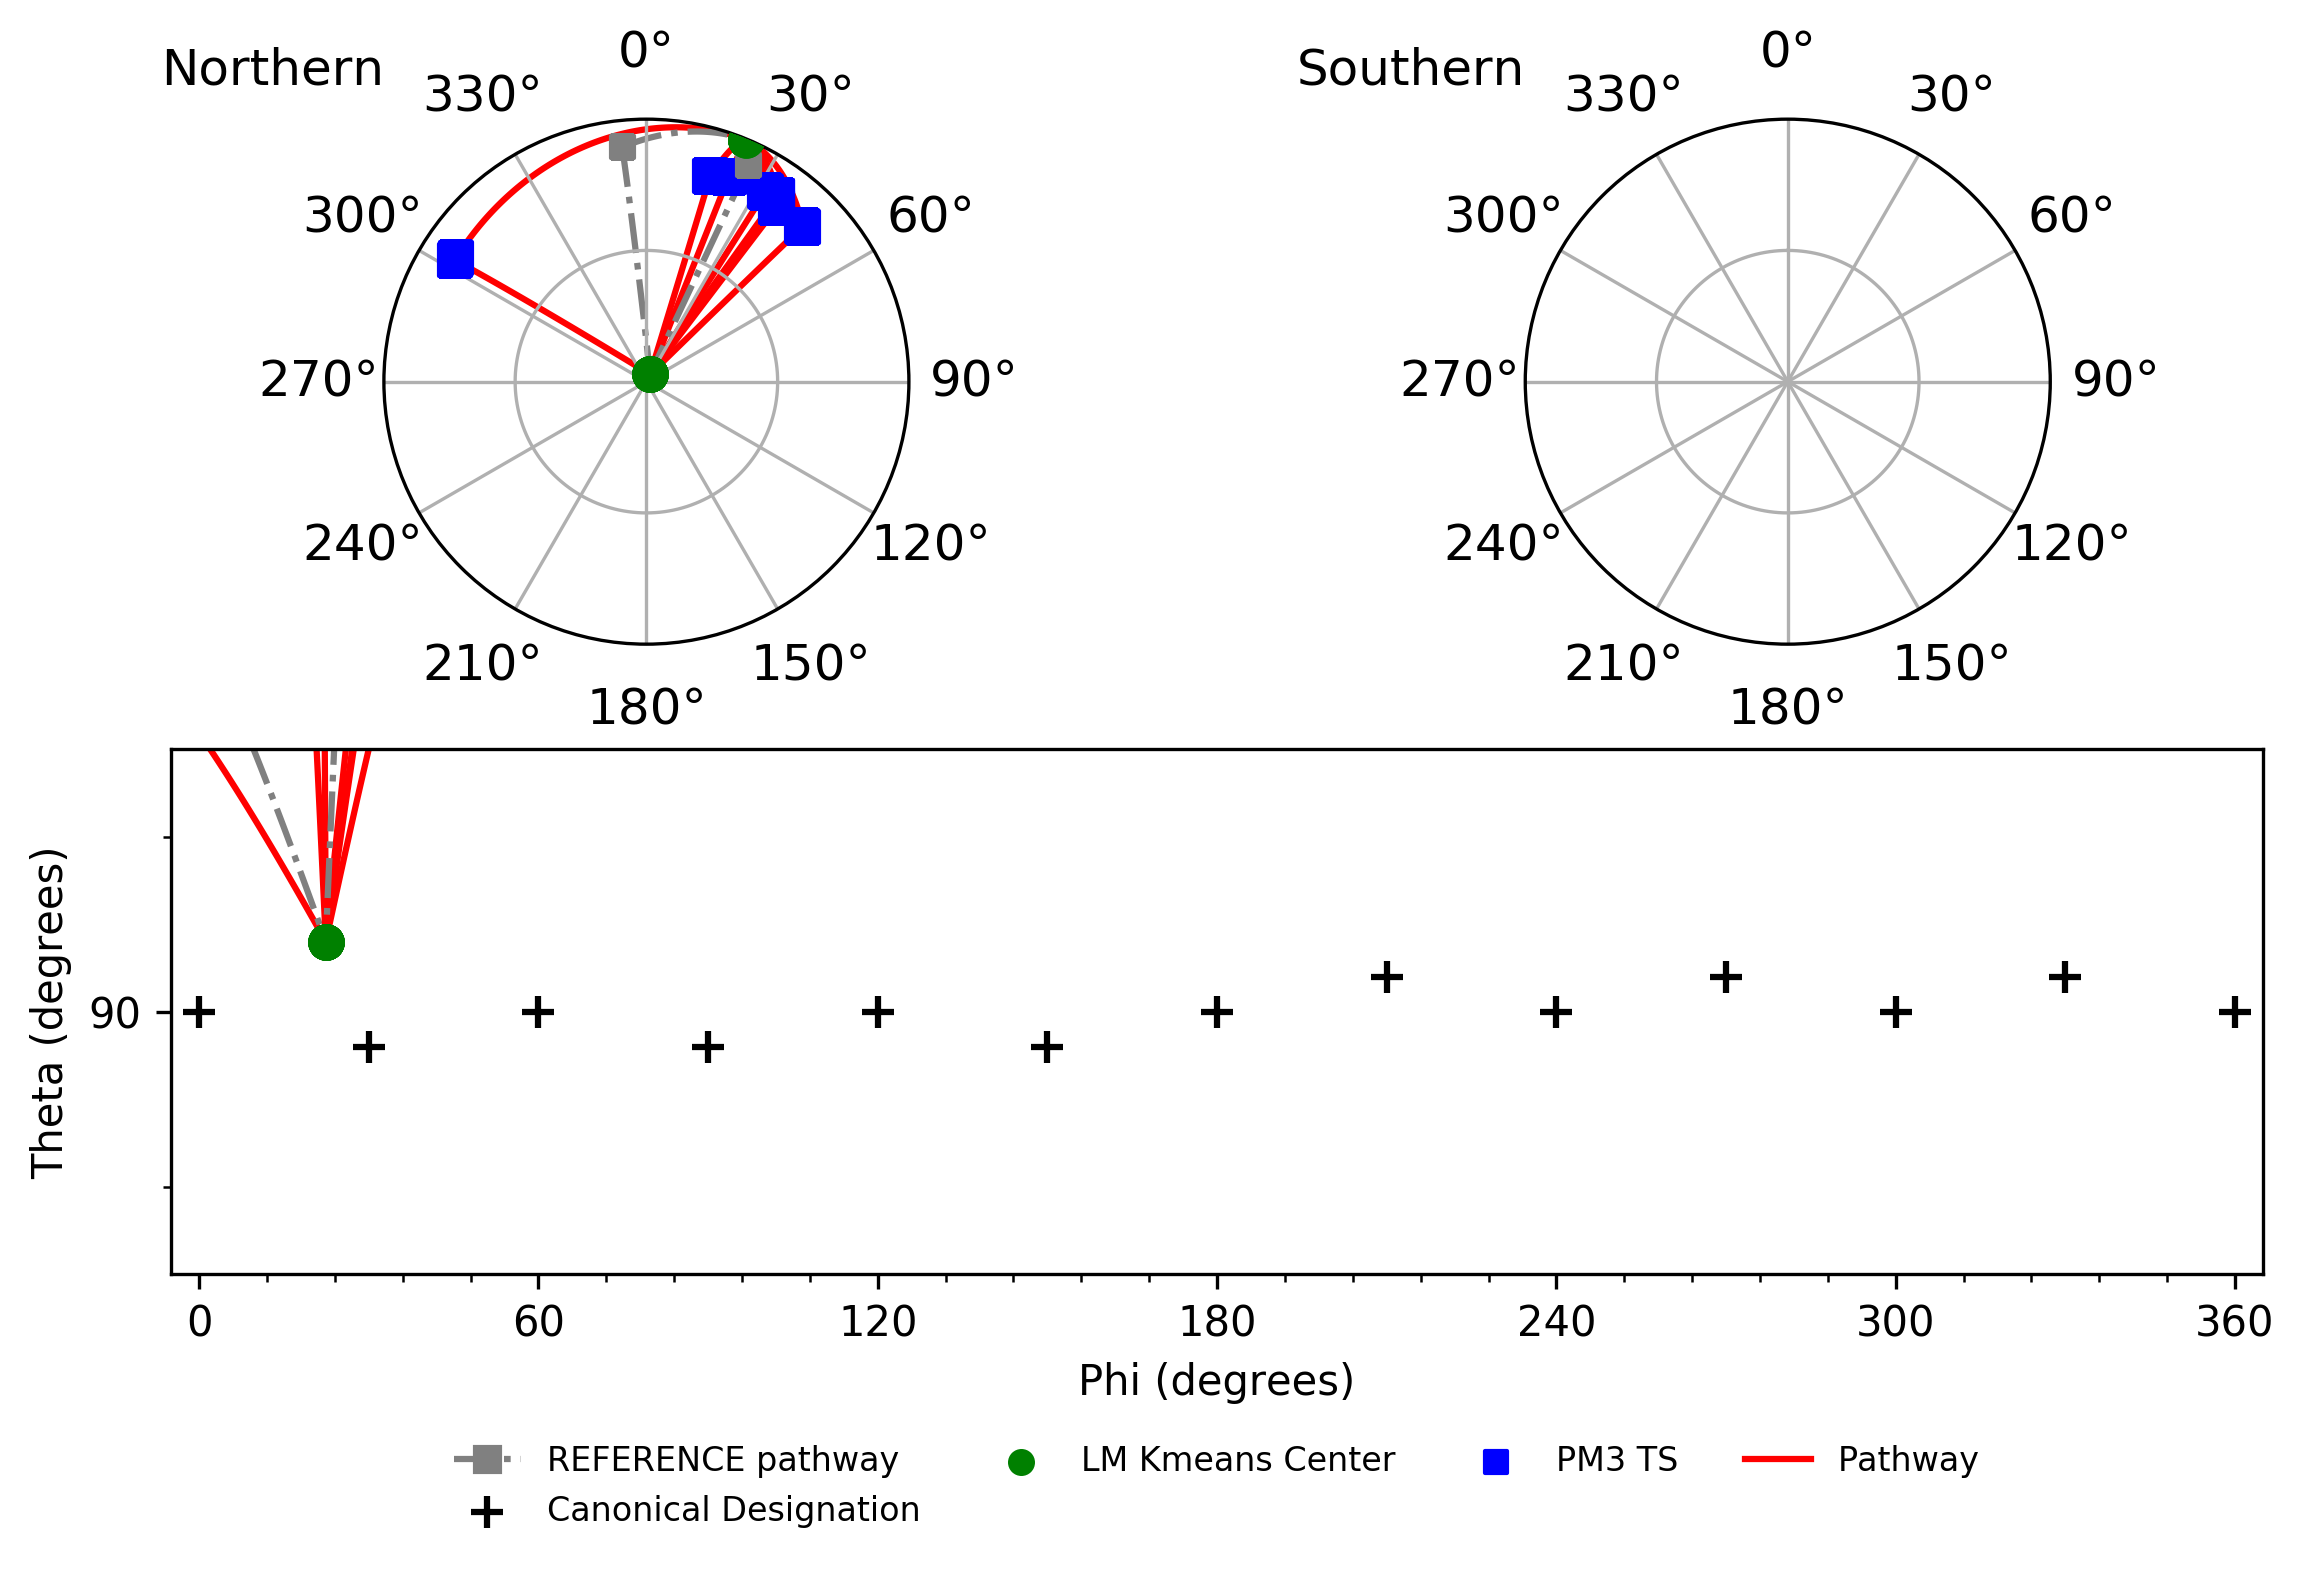 Northern
0°
30°
60°
90°
120°
150°
180°
210°
240°
270°
300°
330°
Southern
0°
30°
60°
90°
120°
150°
180°
210°
240°
270°
300°
330°
Theta (degrees)
90
0 60 120 180 240 300 360
Phi (degrees)
REFERENCE pathway
LM Kmeans Center
PM3 TS
Pathway
Canonical Designation